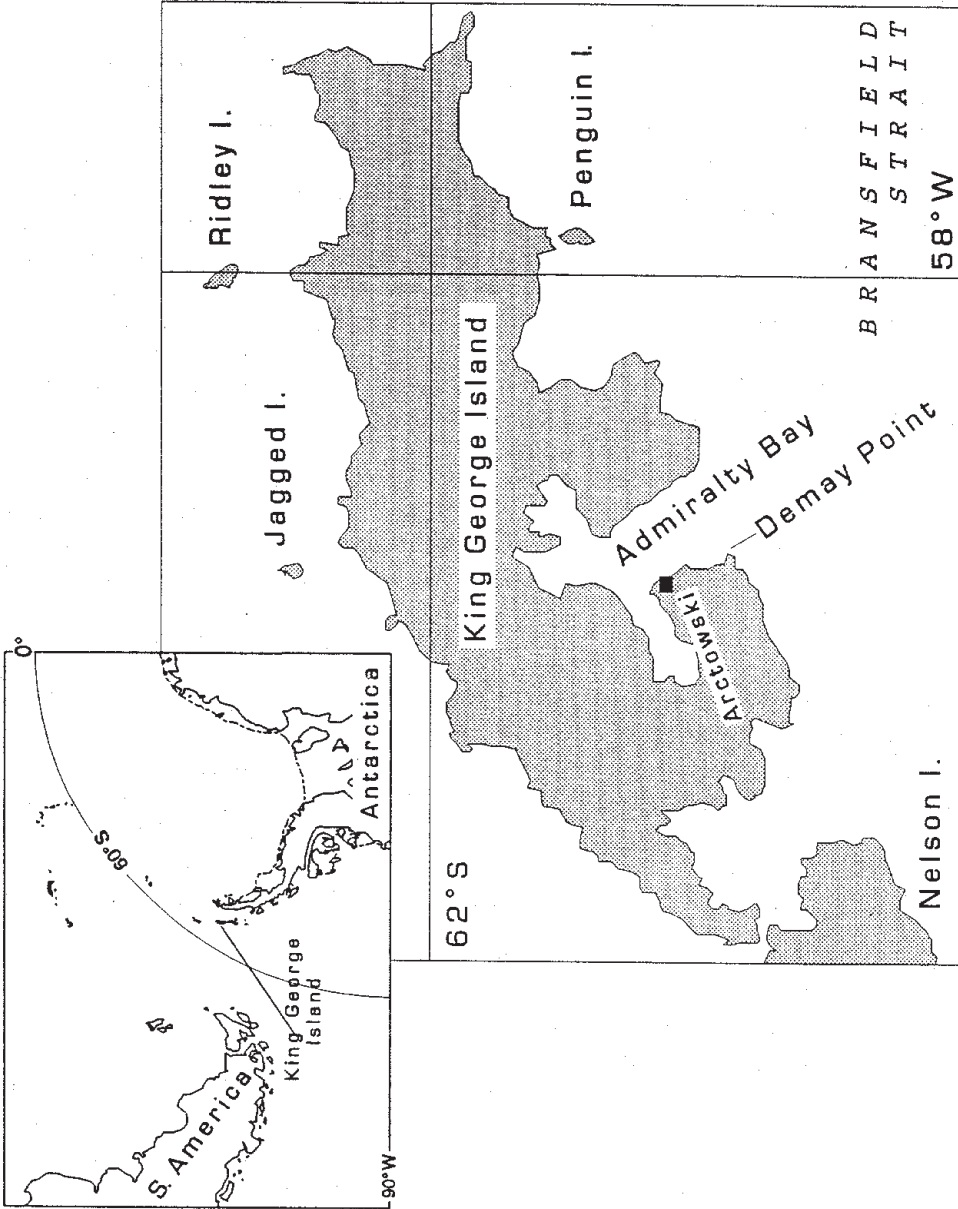 0°
60°S
S. America
King George
Island
Antarctica
90°W
Jagged I.
Ridley I.
62°S
King George Island
Penguin I.
Admiralty Bay
Arctowski
Demay Point
Nelson I.
BRANSFIELD
STRAIT
58°W